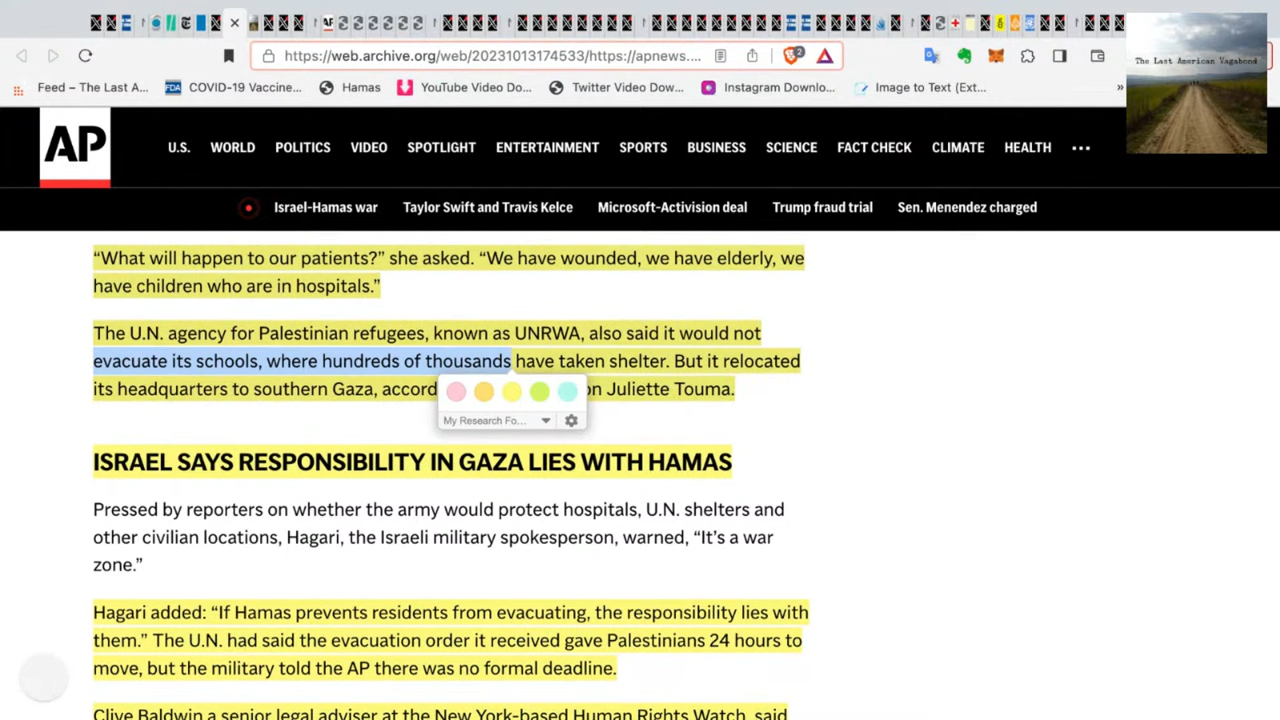 https://web.archive.org/web/20231013174533/https://apnews....
2
The Last American Vagabond
Feed – The Last A...
FDA
COVID-19 Vaccine...
Hamas
YouTube Video Do...
Twitter Video Dow...
Instagram Downlo...
Image to Text (Ext...
»
AP
U.S. WORLD POLITICS VIDEO SPOTLIGHT ENTERTAINMENT SPORTS BUSINESS SCIENCE FACT CHECK CLIMATE HEALTH •••
Israel-Hamas war Taylor Swift and Travis Kelce Microsoft-Activision deal Trump fraud trial Sen. Menendez charged
“What will happen to our patients?” she asked. “We have wounded, we have elderly, we
have children who are in hospitals.”
The U.N. agency for Palestinian refugees, known as UNRWA, also said it would not
evacuate its schools, where hundreds of thousands have taken shelter. But it relocated
its headquarters to southern Gaza, accord on Juliette Touma.
My Research Fo...
ISRAEL SAYS RESPONSIBILITY IN GAZA LIES WITH HAMAS
Pressed by reporters on whether the army would protect hospitals, U.N. shelters and
other civilian locations, Hagari, the Israeli military spokesperson, warned, “It’s a war
zone.”
Hagari added: “If Hamas prevents residents from evacuating, the responsibility lies with
them.” The U.N. had said the evacuation order it received gave Palestinians 24 hours to
move, but the military told the AP there was no formal deadline.
Clive Baldwin a senior legal adviser at the New York-based Human Rights Watch, said